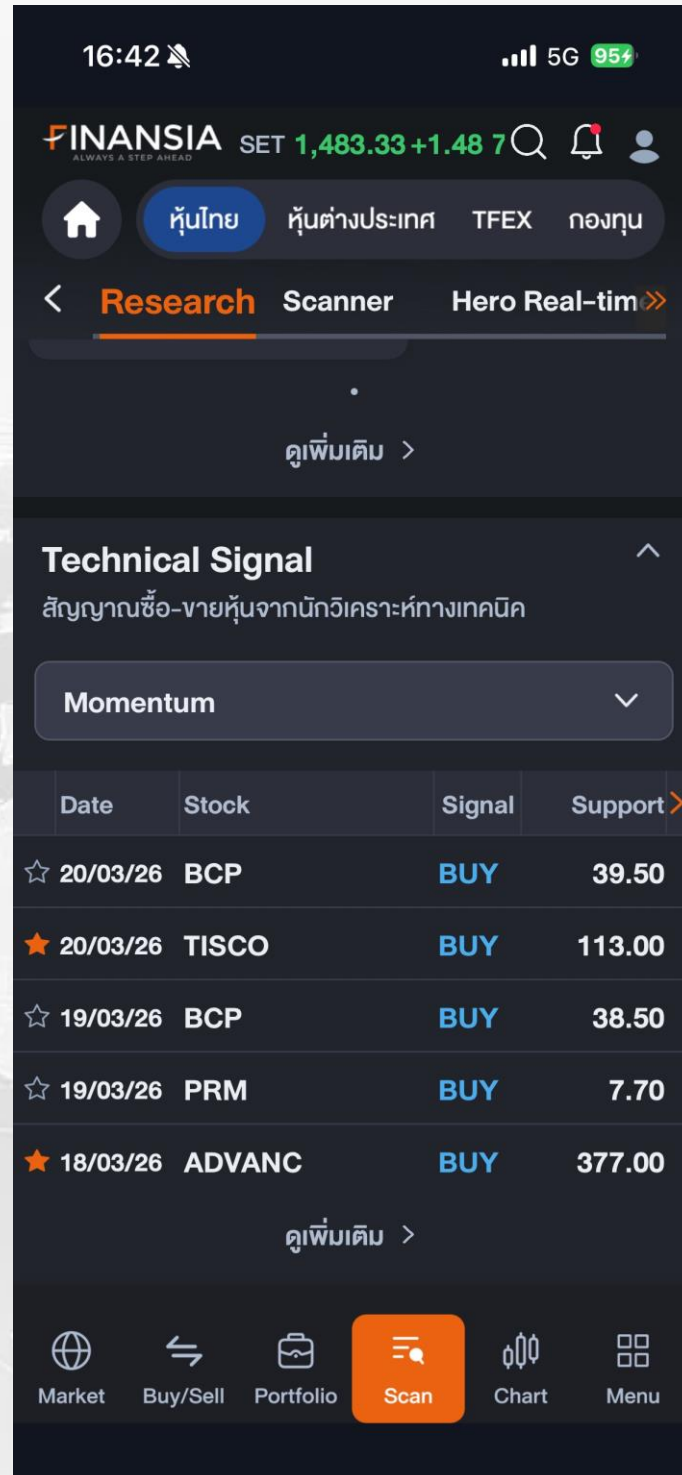 16:42 5G 95
FINANSIA SET 1,483.33 +1.48 7
ALWAYS A STEP AHEAD
หุ้นไทย หุ้นต่างประเทศ TFEX กองทุน
Research Scanner Hero Real-time
ดูเพิ่มเติม >
Technical Signal
สัญญาณซื้อ-ขายหุ้นจากนักวิเคราะห์ทางเทคนิค
Momentum
Date Stock Signal Support
20/03/26 BCP BUY 39.50
20/03/26 TISCO BUY 113.00
19/03/26 BCP BUY 38.50
19/03/26 PRM BUY 7.70
18/03/26 ADVANC BUY 377.00
ดูเพิ่มเติม >
Market Buy/Sell Portfolio Scan Chart Menu